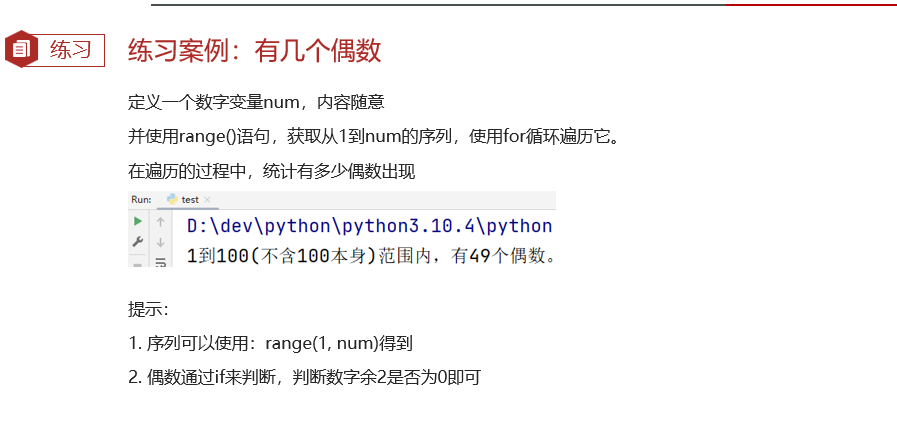 练习
练习案例：有几个偶数
定义一个数字变量num，内容随意
并使用range()语句，获取从1到num的序列，使用for循环遍历它。
在遍历的过程中，统计有多少偶数出现
Run: test
D:\dev\python\python3.10.4\python
1到100(不含100本身)范围内，有49个偶数。
提示：
1. 序列可以使用：range(1, num)得到
2. 偶数通过if来判断，判断数字余2是否为0即可